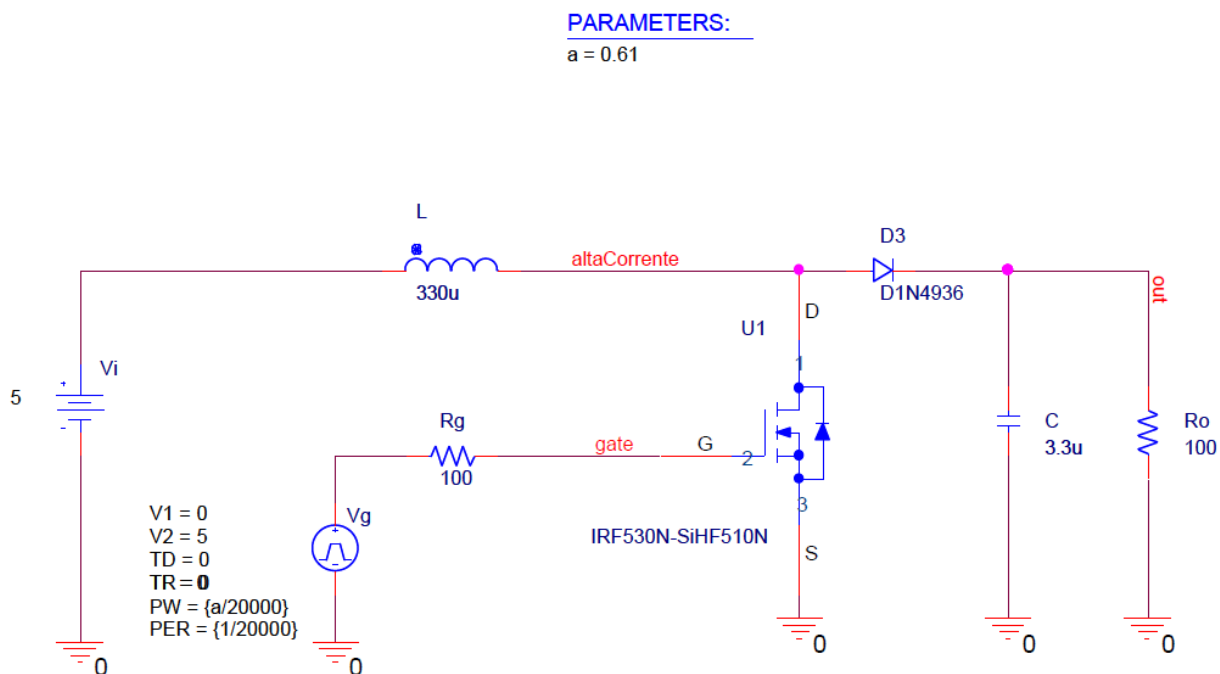 PARAMETERS:
a = 0.61
L
330u
altaCorrente
D3
D1N4936
out
D
U1
1
Vi
+
-
5
Rg
100
gate
G
2
3
S
IRF530N-SiHF510N
C
3.3u
Ro
100
Vg
+
-
V1 = 0
V2 = 5
TD = 0
TR = 0
PW = {a/20000}
PER = {1/20000}
0
0
0
0
0